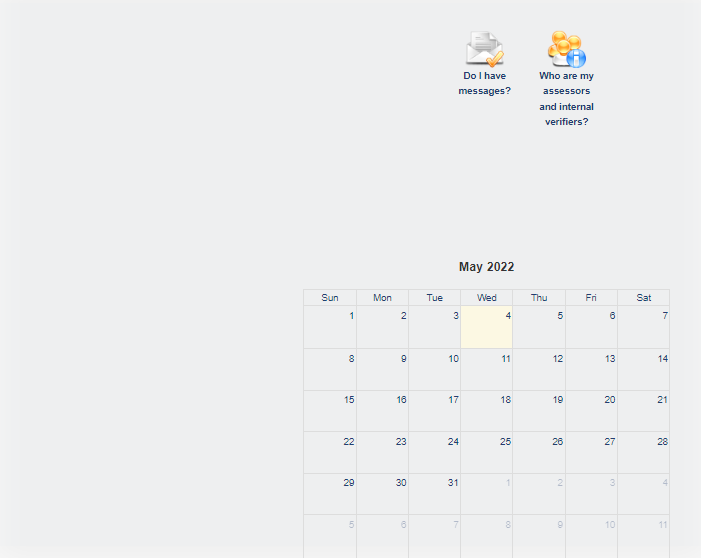 Do I have
messages?
Who are my
assessors
and internal
verifiers?
May 2022
Sun Mon Tue Wed Thu Fri Sat
1 2 3 4 5 6 7
8 9 10 11 12 13 14
15 16 17 18 19 20 21
22 23 24 25 26 27 28
29 30 31 1 2 3 4
5 6 7 8 9 10 11